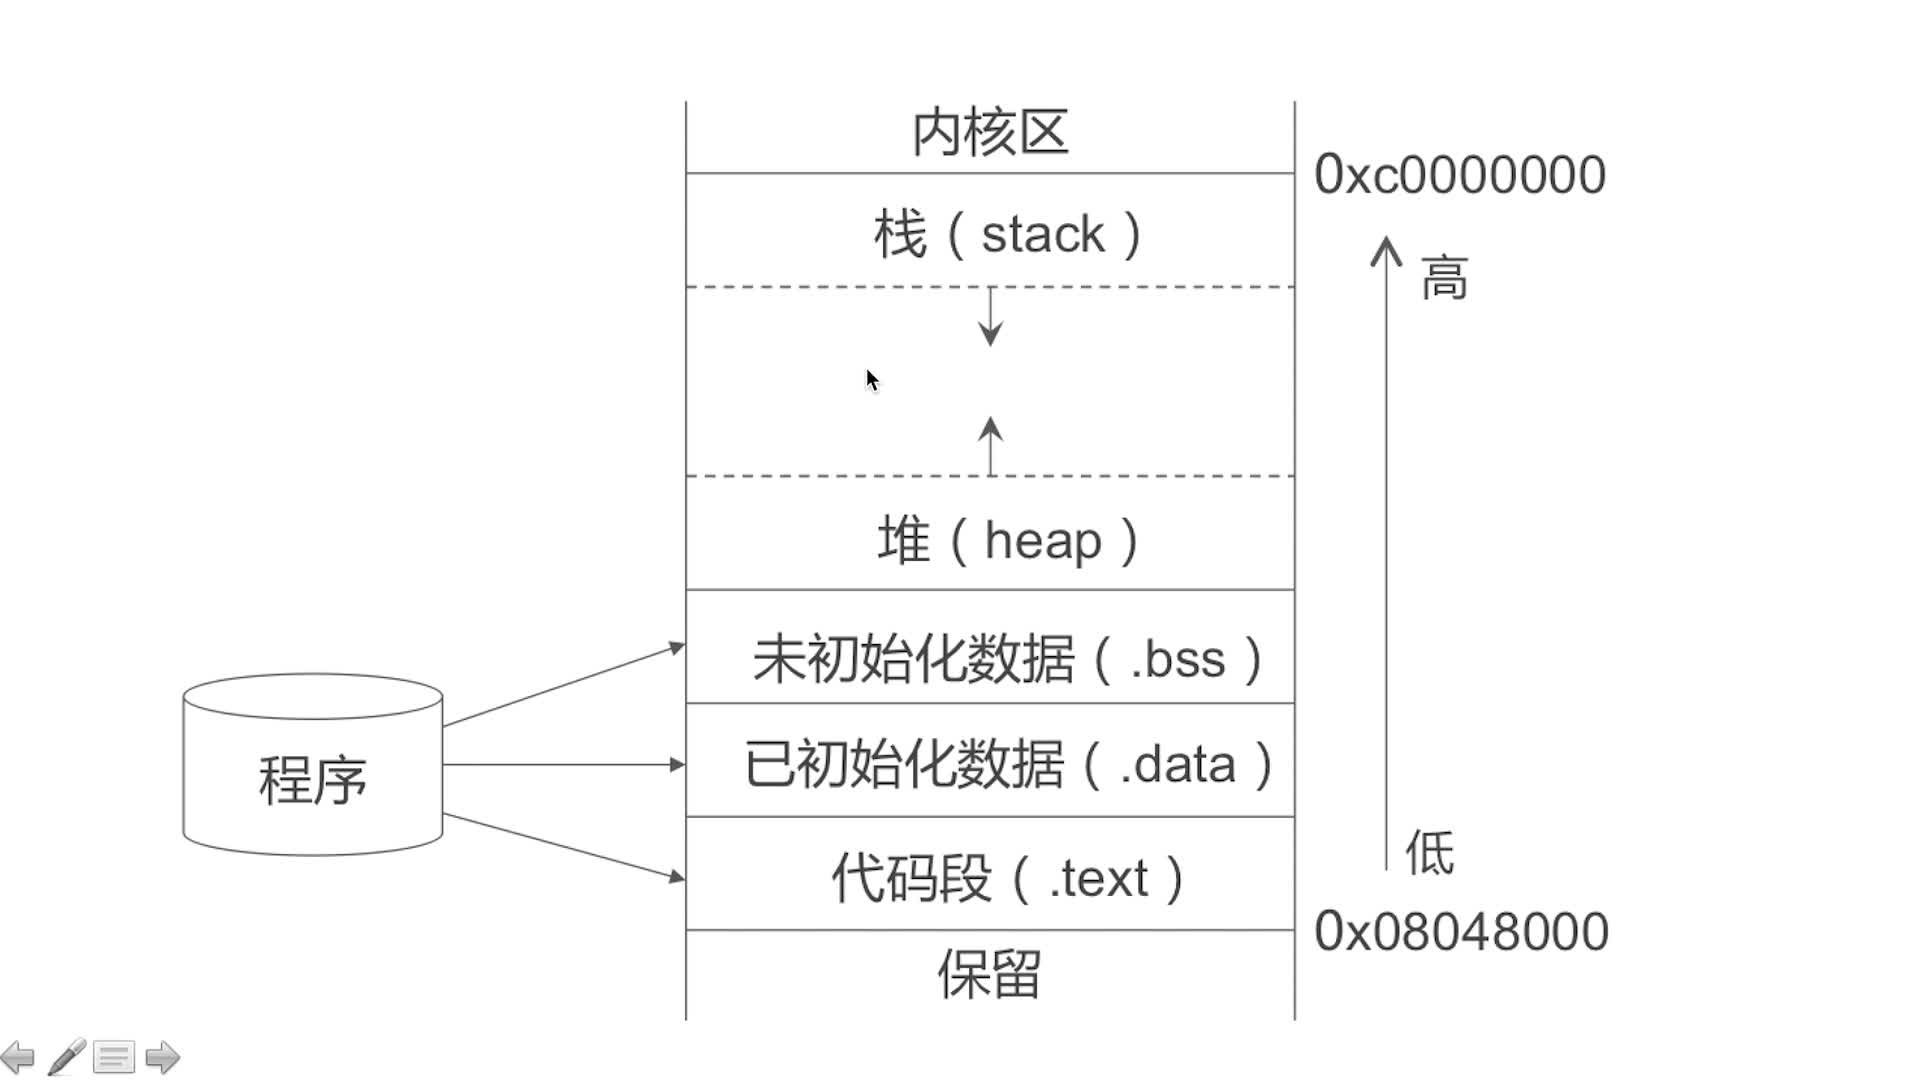 内核区
0xc0000000
栈（stack）
高
堆（heap）
未初始化数据（.bss）
程序
已初始化数据（.data）
代码段（.text）
低
0x08048000
保留